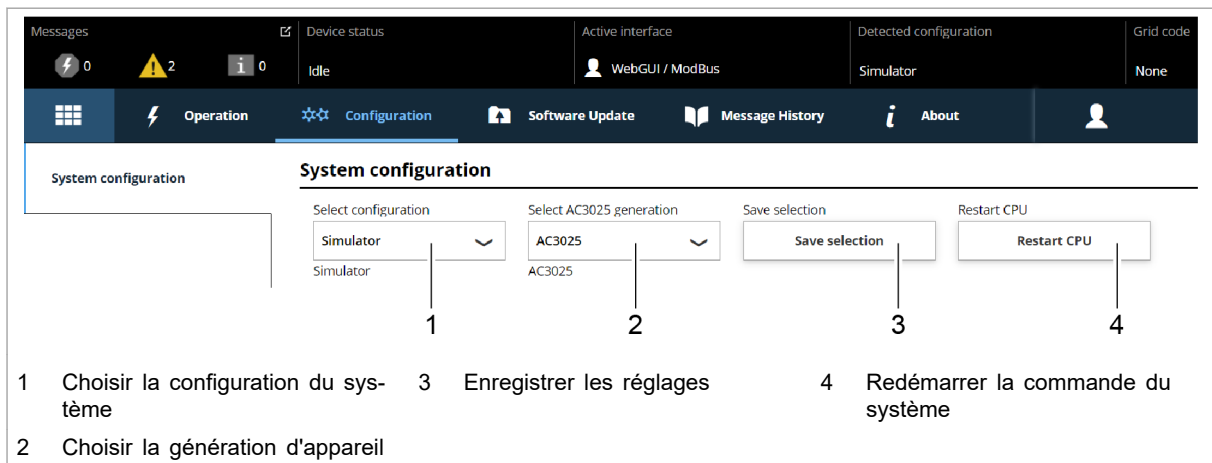 Messages Device status Active interface Detected configuration Grid code
0 2 i 0 Idle WebGUI / ModBus Simulator None
Operation Configuration Software Update Message History i About
System configuration System configuration
Select configuration Select AC3025 generation Save selection Restart CPU
Simulator AC3025 Save selection Restart CPU
Simulator AC3025
1 2 3 4
1 Choisir la configuration du sys- 3 Enregistrer les réglages 4 Redémarrer la commande du
tème système
2 Choisir la génération d'appareil